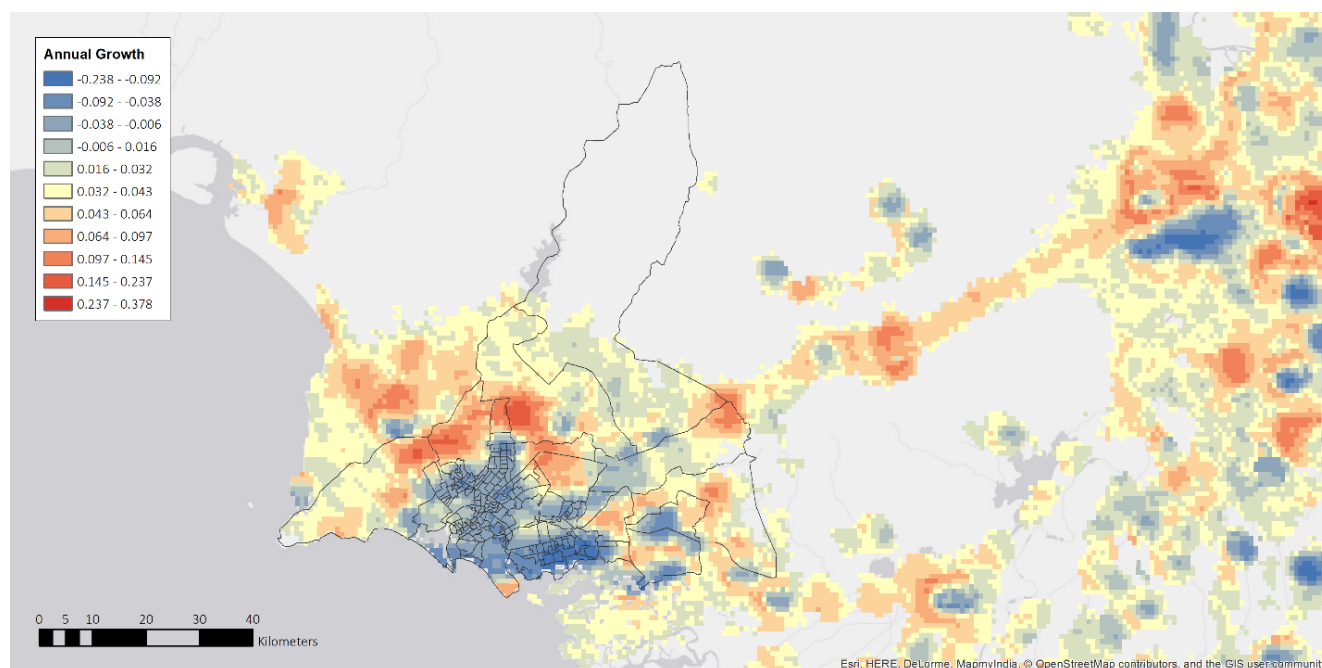 Annual Growth
-0.238 - -0.092
-0.092 - -0.038
-0.038 - -0.006
-0.006 - 0.016
0.016 - 0.032
0.032 - 0.043
0.043 - 0.064
0.064 - 0.097
0.097 - 0.145
0.145 - 0.237
0.237 - 0.378
0 5 10 20 30 40
Kilometers
Esri, HERE, DeLorme, MapmyIndia, © OpenStreetMap contributors, and the GIS user communit